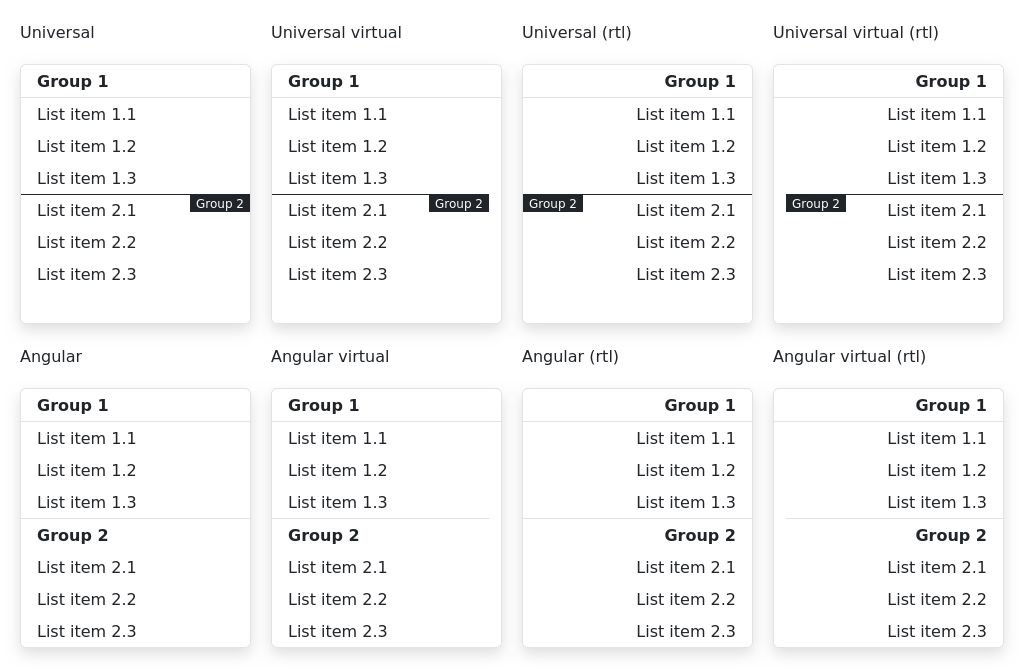 Universal
Group 1
List item 1.1
List item 1.2
List item 1.3
Group 2
List item 2.1
List item 2.2
List item 2.3
Universal virtual
Group 1
List item 1.1
List item 1.2
List item 1.3
Group 2
List item 2.1
List item 2.2
List item 2.3
Universal (rtl)
Group 1
List item 1.1
List item 1.2
List item 1.3
Group 2
List item 2.1
List item 2.2
List item 2.3
Universal virtual (rtl)
Group 1
List item 1.1
List item 1.2
List item 1.3
Group 2
List item 2.1
List item 2.2
List item 2.3
Angular
Group 1
List item 1.1
List item 1.2
List item 1.3
Group 2
List item 2.1
List item 2.2
List item 2.3
Angular virtual
Group 1
List item 1.1
List item 1.2
List item 1.3
Group 2
List item 2.1
List item 2.2
List item 2.3
Angular (rtl)
Group 1
List item 1.1
List item 1.2
List item 1.3
Group 2
List item 2.1
List item 2.2
List item 2.3
Angular virtual (rtl)
Group 1
List item 1.1
List item 1.2
List item 1.3
Group 2
List item 2.1
List item 2.2
List item 2.3